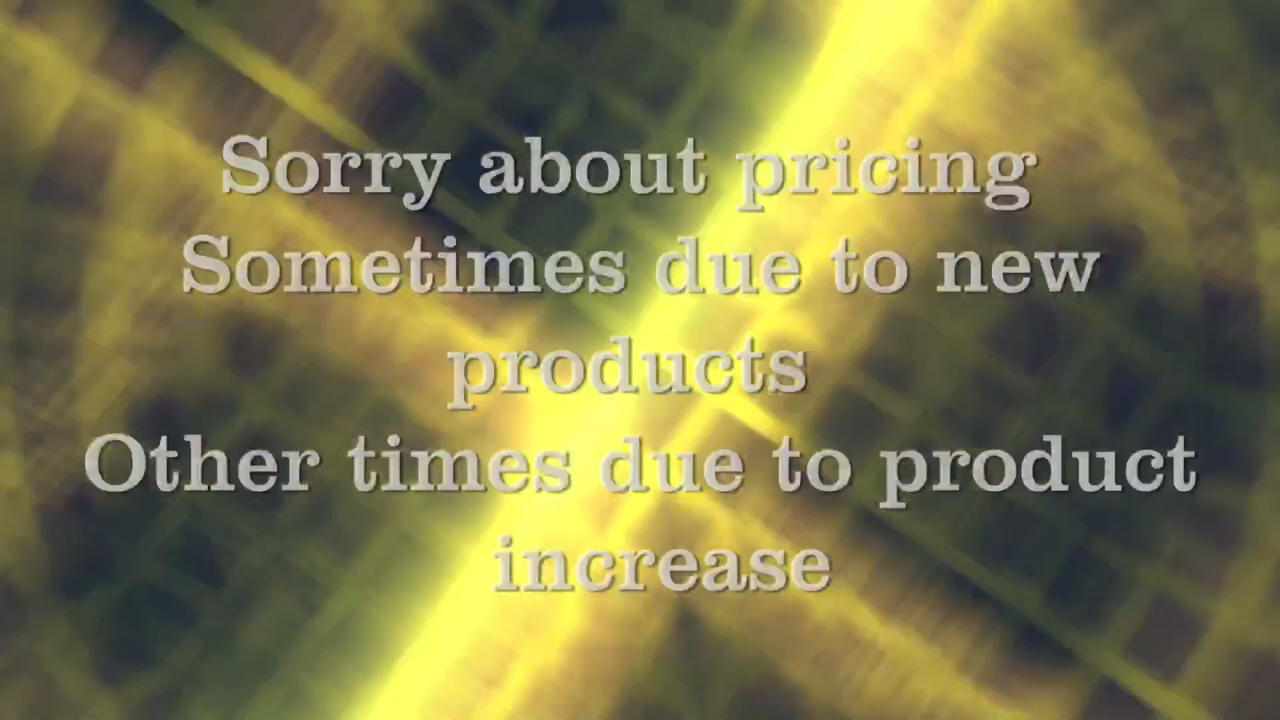 Sorry about pricing
Sometimes due to new
products
Other times due to product
increase